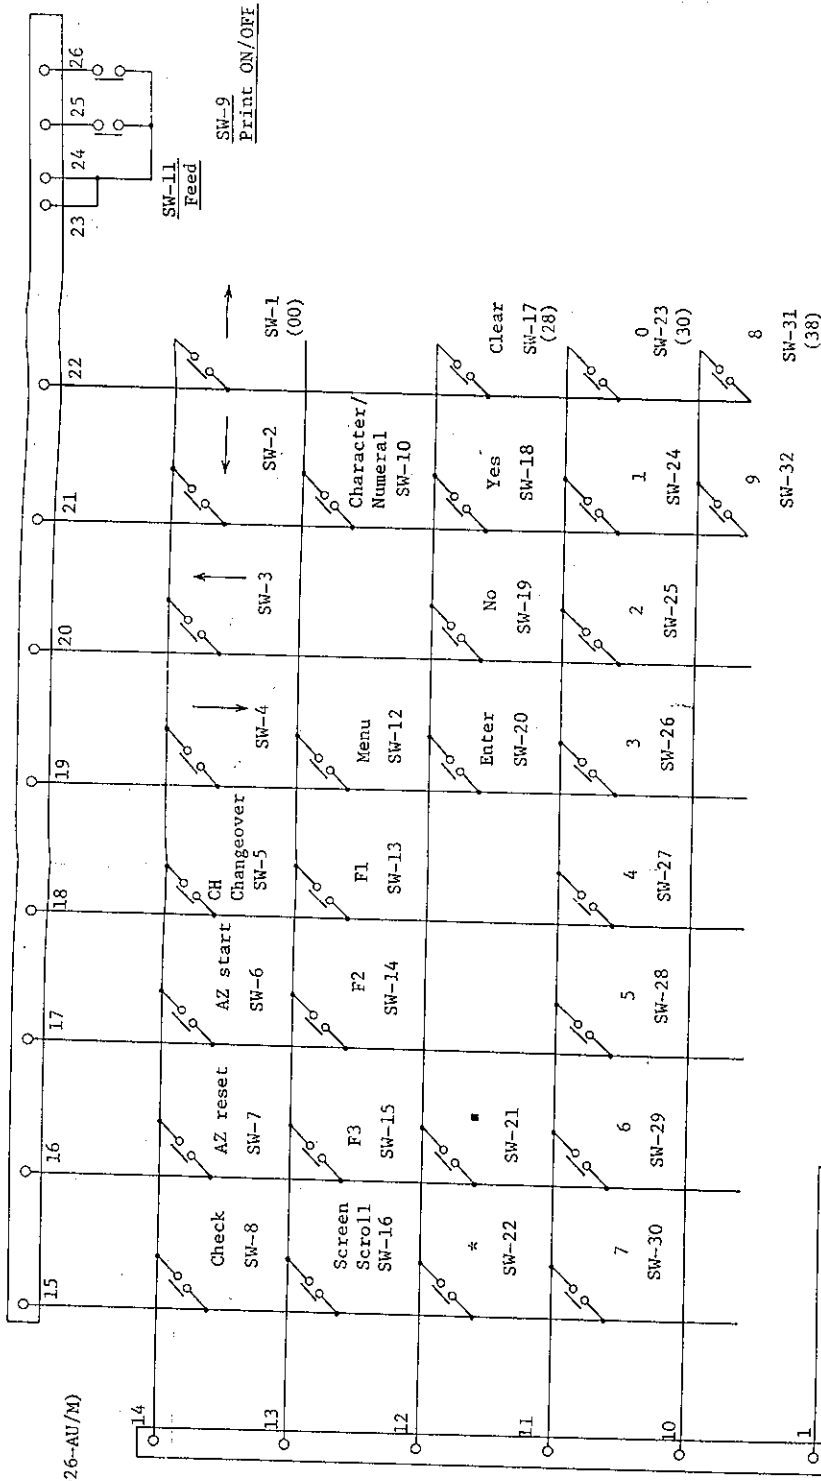 26-AU/M)
15
16
17
18
19
20
21
22
23
24
25
26
SW-11
Feed
SW-9
Print ON/OFF
14
Check
SW-8
AZ reset
SW-7
AZ start
SW-6
CH
Changeover
SW-5
↓
SW-4
↑
SW-3
←
SW-2
→
SW-1
(00)
13
Screen
Scroll
SW-16
F3
SW-15
F2
SW-14
F1
SW-13
Menu
SW-12
Character/
Numeral
SW-10
12
*
SW-22
SW-21
Enter
SW-20
No
SW-19
Yes
SW-18
Clear
SW-17
(28)
11
7
SW-30
6
SW-29
5
SW-28
4
SW-27
3
SW-26
2
SW-25
1
SW-24
0
SW-23
(30)
10
9
SW-32
8
SW-31
(38)
1